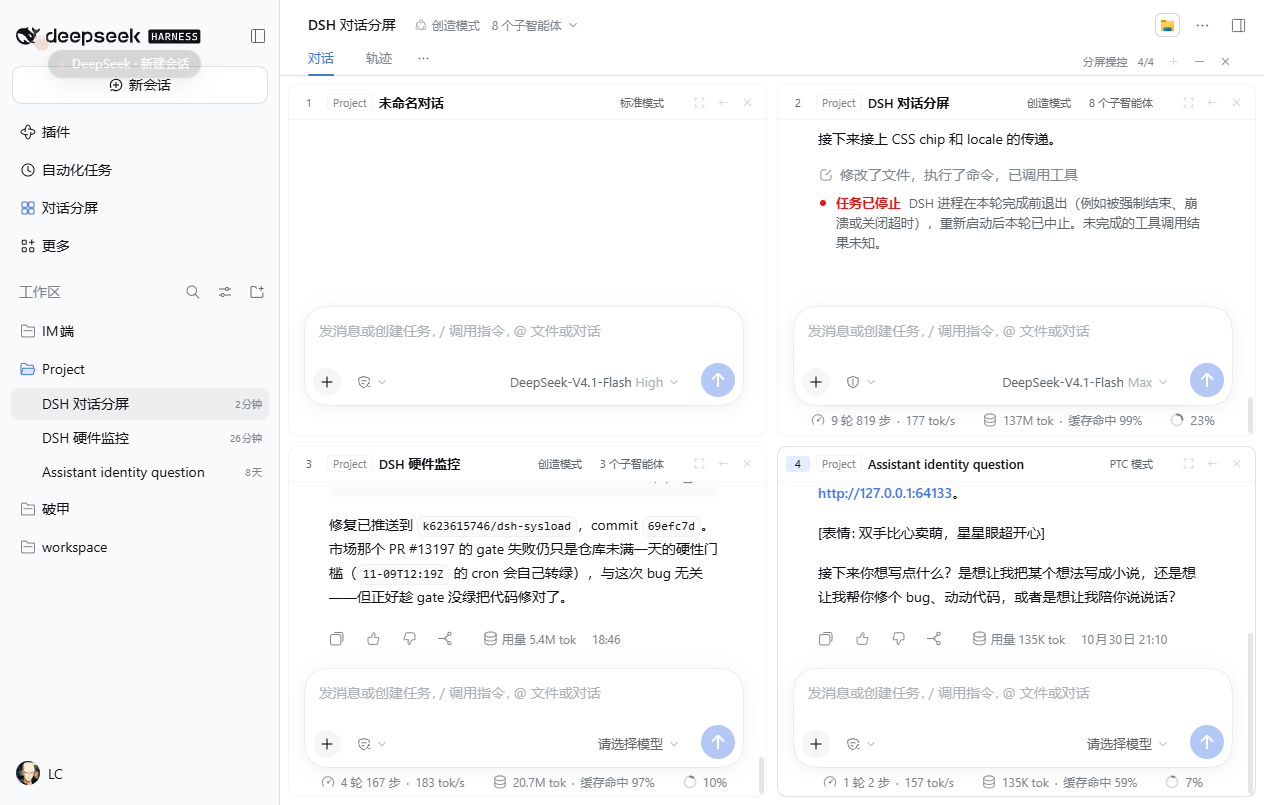 deepseek HARNESS
DeepSeek · 新建会话
新会话
插件
自动化任务
对话分屏
更多
工作区
IM端
Project
DSH 对话分屏 2分钟
DSH 硬件监控 26分钟
Assistant identity question 8天
破甲
workspace
LC
DSH 对话分屏 创造模式 8 个子智能体
对话 轨迹 ···
分屏操控 4/4
1 Project 未命名对话 标准模式
发消息或创建任务, / 调用指令, @ 文件或对话
DeepSeek-V4.1-Flash High
2 Project DSH 对话分屏 创造模式 8 个子智能体
接下来接上 CSS chip 和 locale 的传递。
修改了文件，执行了命令，已调用工具
任务已停止 DSH 进程在本轮完成前退出（例如被强制结束、崩
溃或关闭超时），重新启动后本轮已中止。未完成的工具调用结
果未知。
发消息或创建任务, / 调用指令, @ 文件或对话
DeepSeek-V4.1-Flash Max
9 轮 819 步 · 177 tok/s 137M tok · 缓存命中 99% 23%
3 Project DSH 硬件监控 创造模式 3 个子智能体
修复已推送到 k623615746/dsh-sysload ，commit 69efc7d 。
市场那个 PR #13197 的 gate 失败仍只是仓库未满一天的硬性门
槛（ 11-09T12:19Z 的 cron 会自己转绿），与这次 bug 无关
——但正好趁 gate 没绿把代码修对了。
用量 5.4M tok 18:46
发消息或创建任务, / 调用指令, @ 文件或对话
请选择模型
4 轮 167 步 · 183 tok/s 20.7M tok · 缓存命中 97% 10%
4 Project Assistant identity question PTC 模式
http://127.0.0.1:64133。
[表情: 双手比心卖萌，星星眼超开心]
接下来你想写点什么？是想让我把某个想法写成小说，还是想
让我帮你修个 bug、动动代码，或者是想让我陪你说说话？
用量 135K tok 10月30日 21:10
发消息或创建任务, / 调用指令, @ 文件或对话
请选择模型
1 轮 2 步 · 157 tok/s 135K tok · 缓存命中 59% 7%